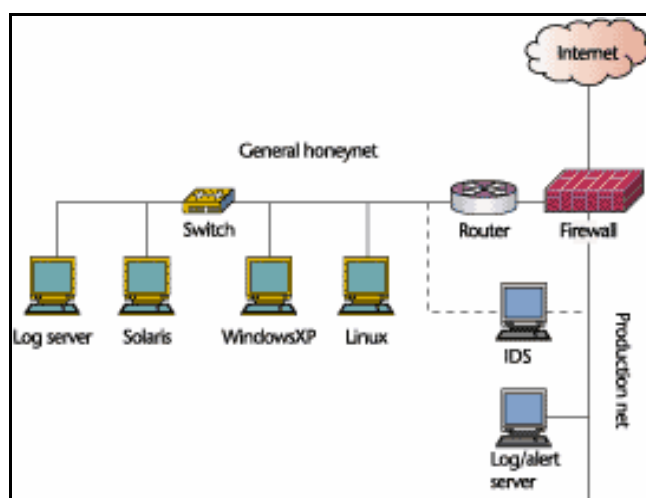 Internet
General honeynet
Switch
Router
Firewall
Log server
Solaris
WindowsXP
Linux
IDS
Production net
Log/alert
server